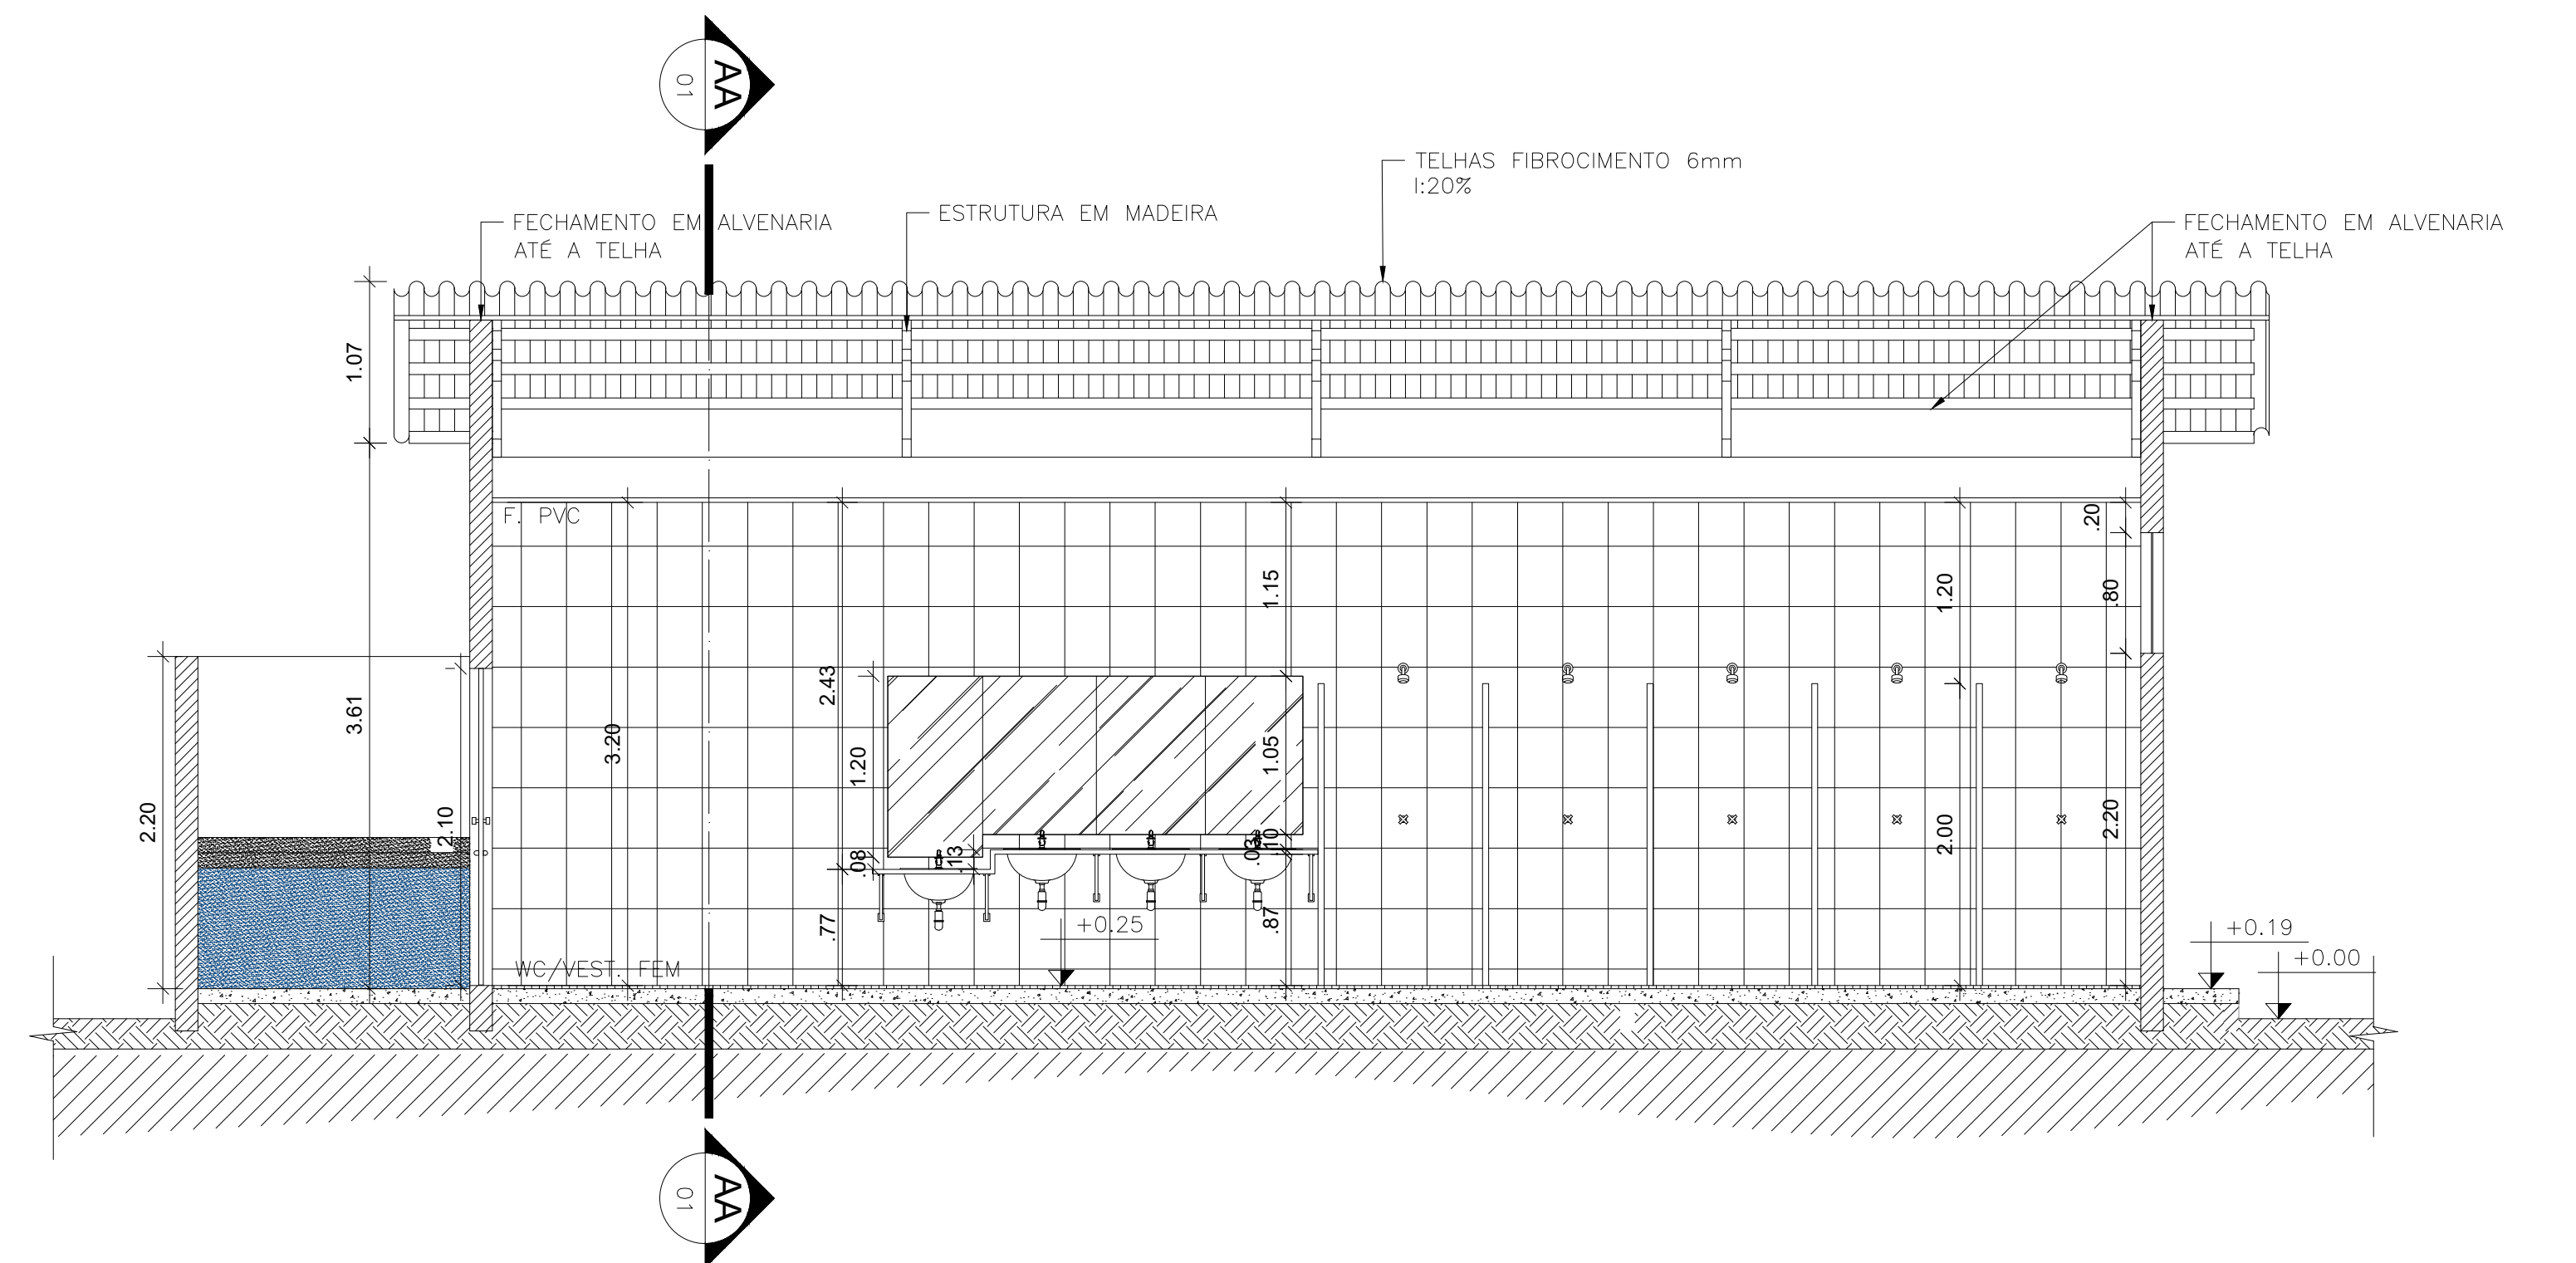 AA
01
TELHAS FIBROCIMENTO 6mm
I:20%
FECHAMENTO EM ALVENARIA
ATÉ A TELHA
ESTRUTURA EM MADEIRA
FECHAMENTO EM ALVENARIA
ATÉ A TELHA
1.07
F. PVC
.20
1.15
1.20
.80
2.43
3.61
3.20
1.20
1.05
2.20
2.10
.08
.13
.03
.10
2.00
2.20
.77
.87
+0.25
+0.19
+0.00
WC/VEST. FEM
AA
01